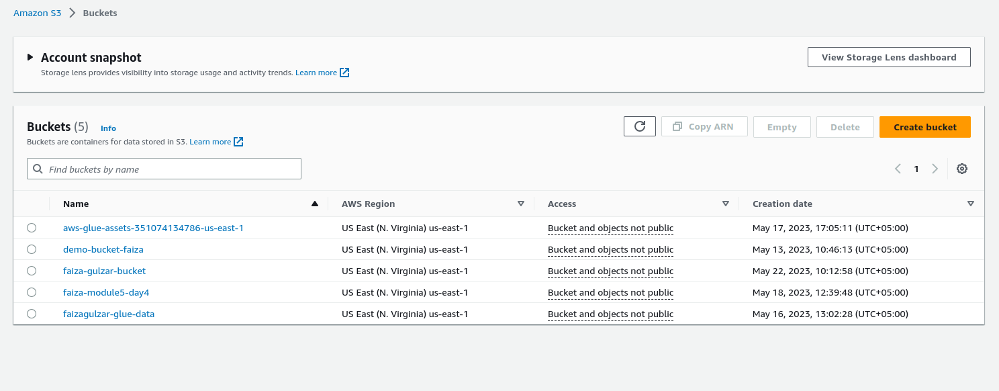 Amazon S3 > Buckets
Account snapshot
View Storage Lens dashboard
Storage lens provides visibility into storage usage and activity trends. Learn more
Buckets (5) Info
Copy ARN Empty Delete Create bucket
Buckets are containers for data stored in S3. Learn more
Find buckets by name
1
Name AWS Region Access Creation date
aws-glue-assets-351074134786-us-east-1 US East (N. Virginia) us-east-1 Bucket and objects not public May 17, 2023, 17:05:11 (UTC+05:00)
demo-bucket-faiza US East (N. Virginia) us-east-1 Bucket and objects not public May 13, 2023, 10:46:13 (UTC+05:00)
faiza-gulzar-bucket US East (N. Virginia) us-east-1 Bucket and objects not public May 22, 2023, 10:12:58 (UTC+05:00)
faiza-module5-day4 US East (N. Virginia) us-east-1 Bucket and objects not public May 18, 2023, 12:39:48 (UTC+05:00)
faizagulzar-glue-data US East (N. Virginia) us-east-1 Bucket and objects not public May 16, 2023, 13:02:28 (UTC+05:00)